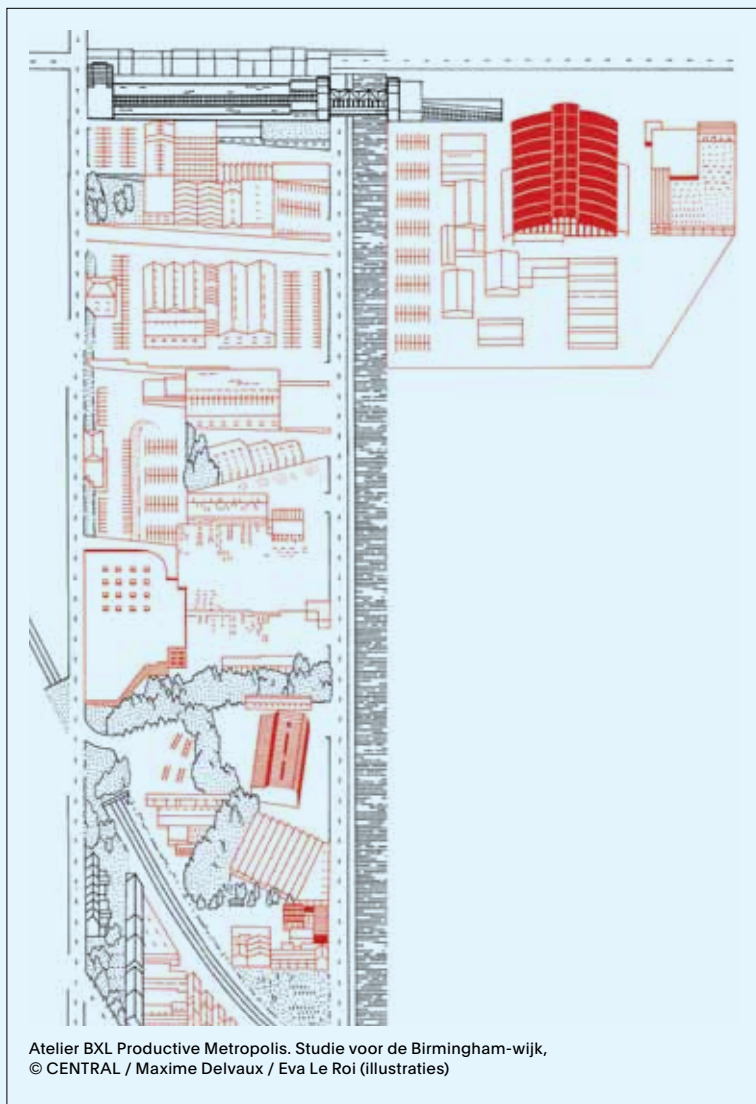 Atelier BXL Productive Metropolis. Studie voor de Birmingham-wijk,
© CENTRAL / Maxime Delvaux / Eva Le Roi (illustraties)